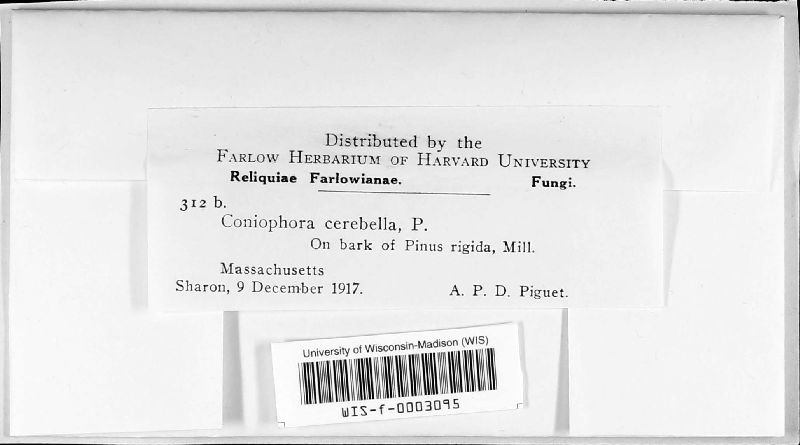 Distributed by the
Farlow Herbarium of Harvard University
Reliquiae Farlowianae. Fungi.
312 b.
Coniophora cerebella, P.
On bark of Pinus rigida, Mill.
Massachusetts
Sharon, 9 December 1917. A. P. D. Piguet.
University of Wisconsin-Madison (WIS)
WIS-f-0003095